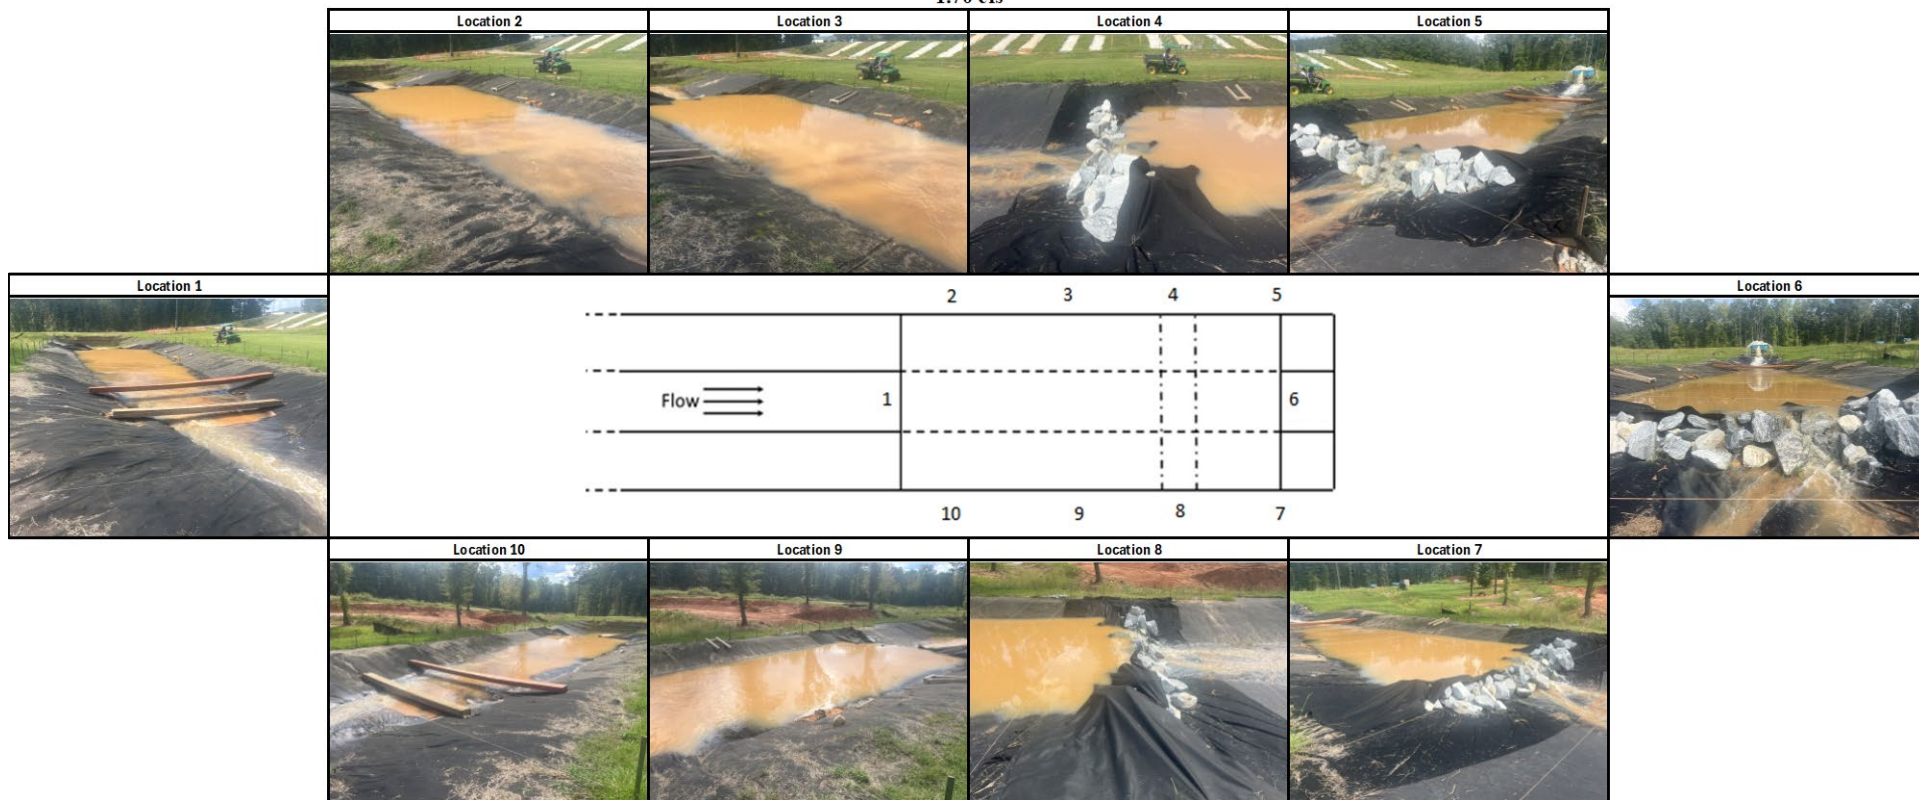 Location 2
Location 3
Location 4
Location 5
Location 1
2
3
4
5
Location 6
Flow
1
6
10
9
8
7
Location 10
Location 9
Location 8
Location 7